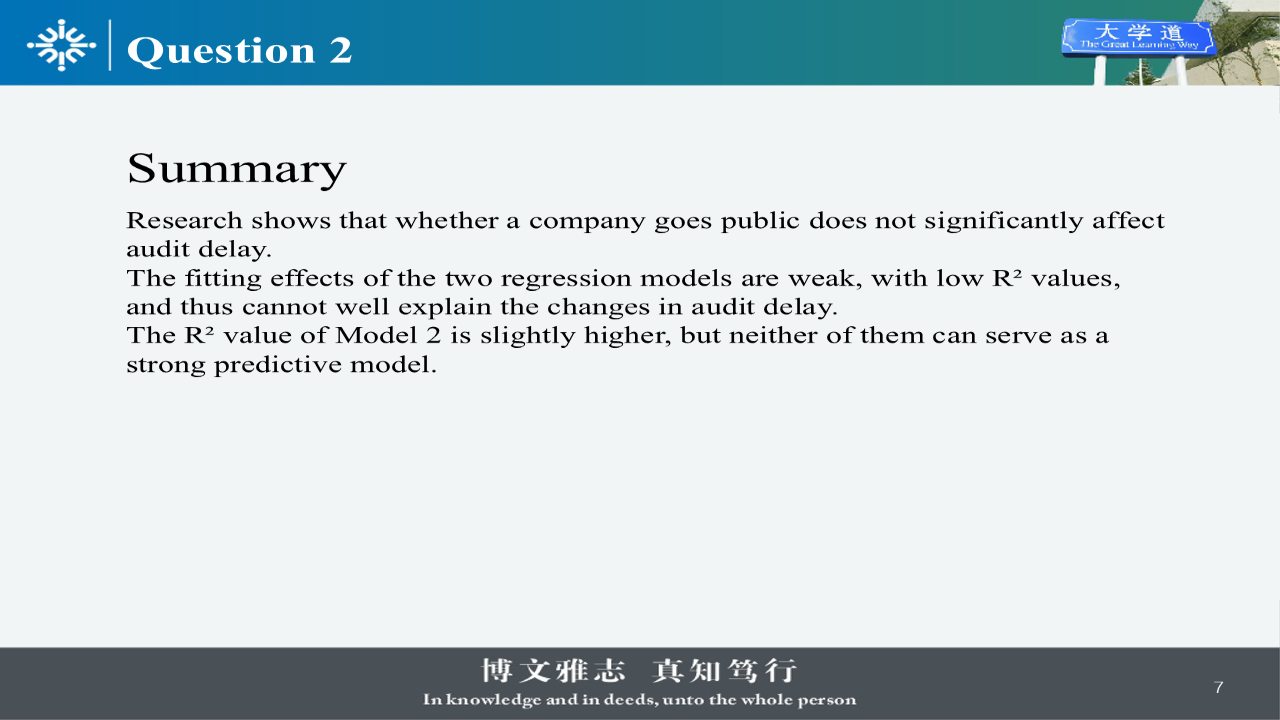 Question 2
大学道
The Great Learning Way
Summary
Research shows that whether a company goes public does not significantly affect
audit delay.
The fitting effects of the two regression models are weak, with low R² values,
and thus cannot well explain the changes in audit delay.
The R² value of Model 2 is slightly higher, but neither of them can serve as a
strong predictive model.
博文雅志 真知笃行
In knowledge and in deeds, unto the whole person
7